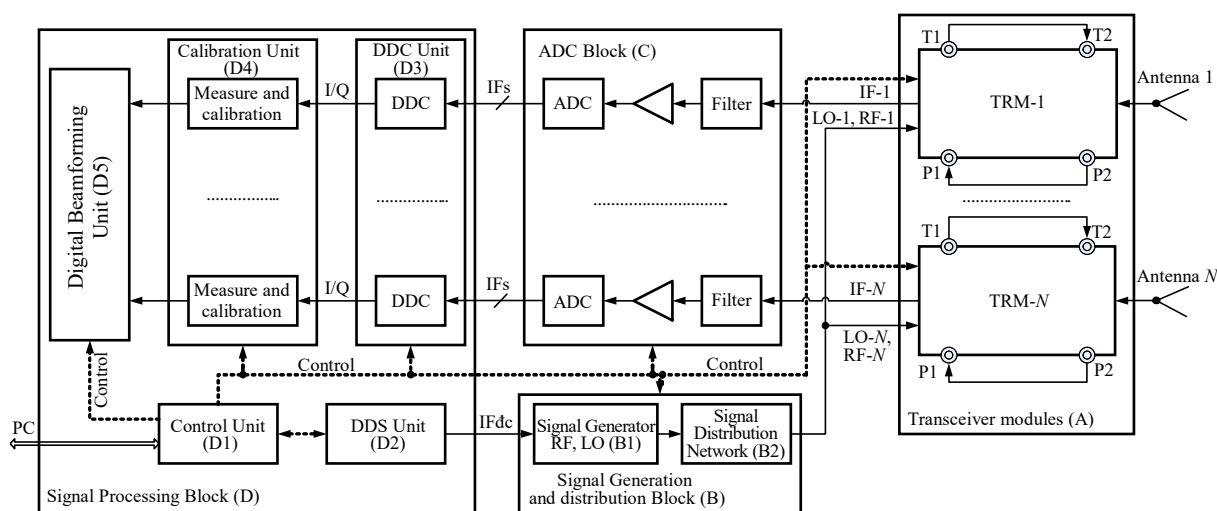 Calibration Unit
(D4)
DDC Unit
(D3)
ADC Block (C)
T1
T2
Measure and
calibration
I/Q
DDC
IFs
ADC
Filter
IF-1
TRM-1
Antenna 1
LO-1, RF-1
P1
P2
Digital Beamforming
Unit (D5)
T1
T2
Measure and
calibration
I/Q
DDC
IFs
ADC
Filter
IF-N
TRM-N
Antenna N
LO-N,
RF-N
P1
P2
Control
Control
Control
PC
Control Unit
(D1)
DDS Unit
(D2)
IFđc
Signal Generator
RF, LO (B1)
Signal
Distribution
Network (B2)
Transceiver modules (A)
Signal Processing Block (D)
Signal Generation
and distribution Block (B)